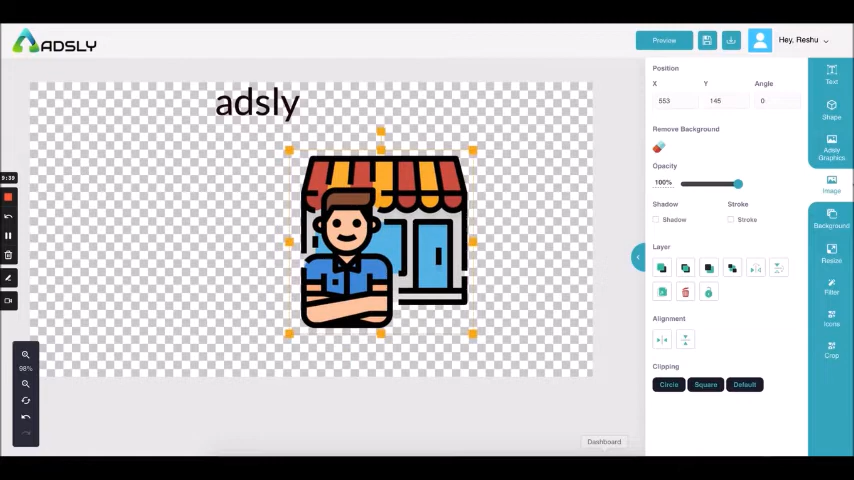 ADSLY
Preview
Hey, Reshu
adsly
Position
X
Y
Angle
553
145
0
Remove Background
Opacity
100%
Shadow
Stroke
Shadow
Stroke
Layer
Alignment
Clipping
Circle
Square
Default
Text
Shape
Adsly
Graphics
Image
Background
Resize
Filter
Icons
Crop
9:39
98%
Dashboard